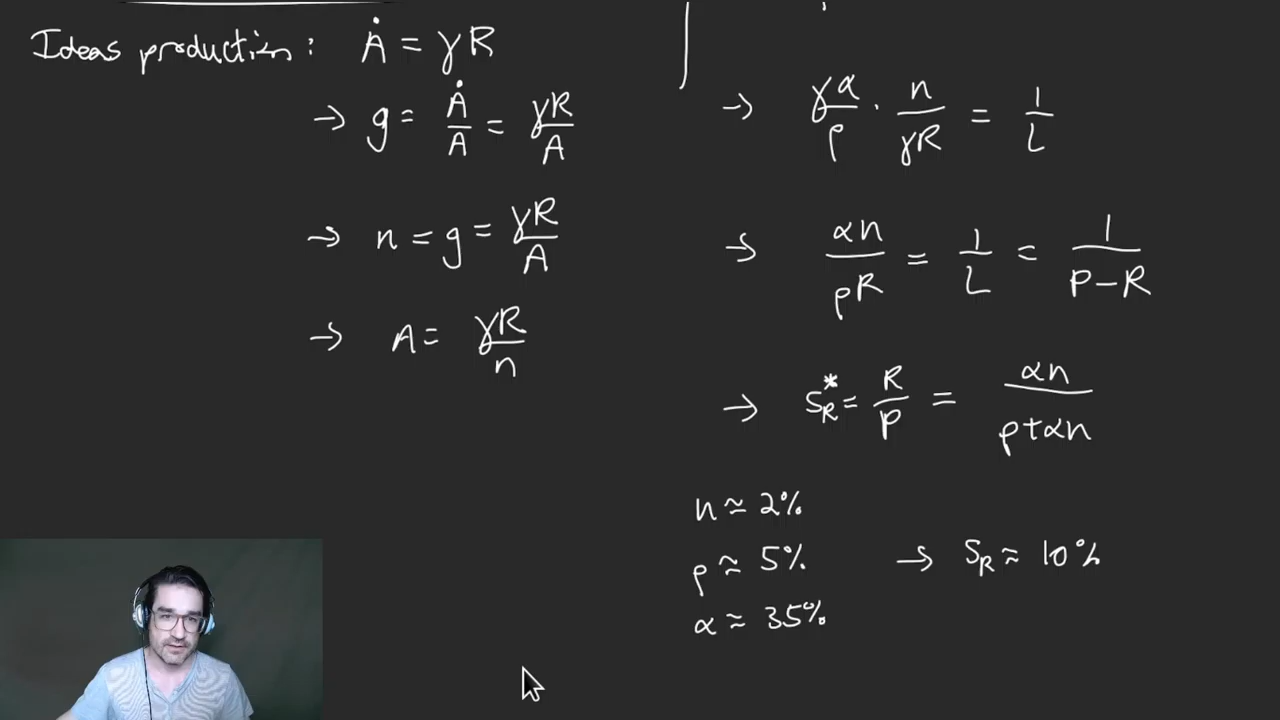 Ideas production: Ȧ = γR
→ g = Ȧ/A = γR/A
→ n = g = γR/A
→ A = γR/n
→ γα/ρ · n/γR = 1/L
→ αn/ρR = 1/L = 1/(P−R)
→ S_R^* = R/P = αn/(ρ+αn)
n ≈ 2%
ρ ≈ 5% → S_R ≈ 10%
α ≈ 35%